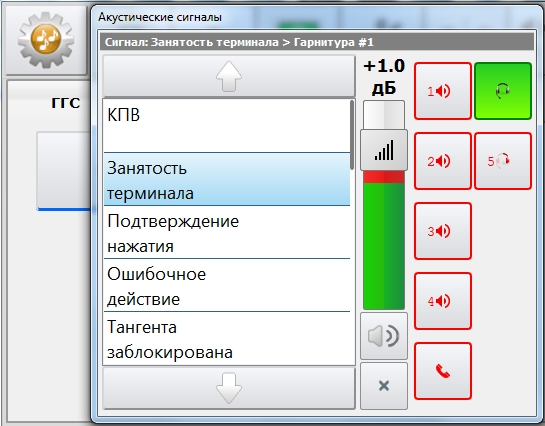 Акустические сигналы
Сигнал: Занятость терминала > Гарнитура #1
ГГС
КПВ
Занятость
терминала
Подтверждение
нажатия
Ошибочное
действие
Тангента
заблокирована
+1.0
дБ
1
2
5
3
4